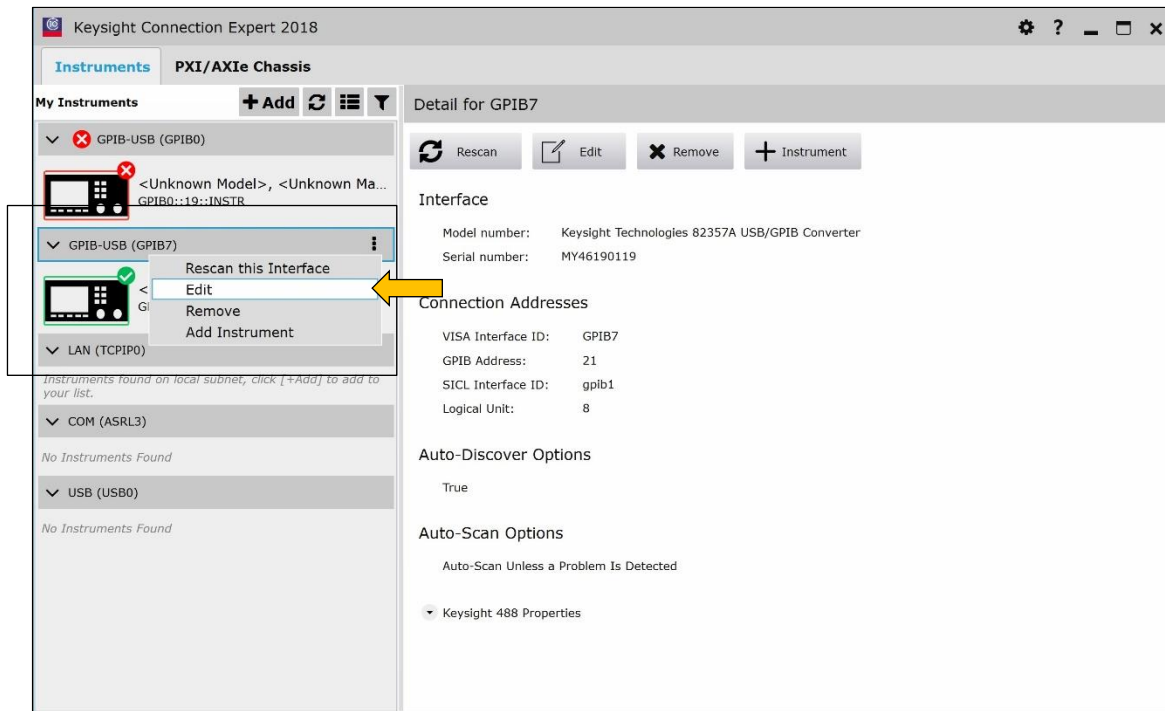 Keysight Connection Expert 2018
?
Instruments PXI/AXIe Chassis
My Instruments
Add
GPIB-USB (GPIB0)
<Unknown Model>, <Unknown Ma...
GPIB0::19::INSTR
GPIB-USB (GPIB7)
<
GI
Rescan this Interface
Edit
Remove
Add Instrument
LAN (TCPIP0)
Instruments found on local subnet, click [+Add] to add to
your list.
COM (ASRL3)
No Instruments Found
USB (USB0)
No Instruments Found
Detail for GPIB7
Rescan Edit Remove Instrument
Interface
Model number: Keysight Technologies 82357A USB/GPIB Converter
Serial number: MY46190119
Connection Addresses
VISA Interface ID: GPIB7
GPIB Address: 21
SICL Interface ID: gpib1
Logical Unit: 8
Auto-Discover Options
True
Auto-Scan Options
Auto-Scan Unless a Problem Is Detected
Keysight 488 Properties